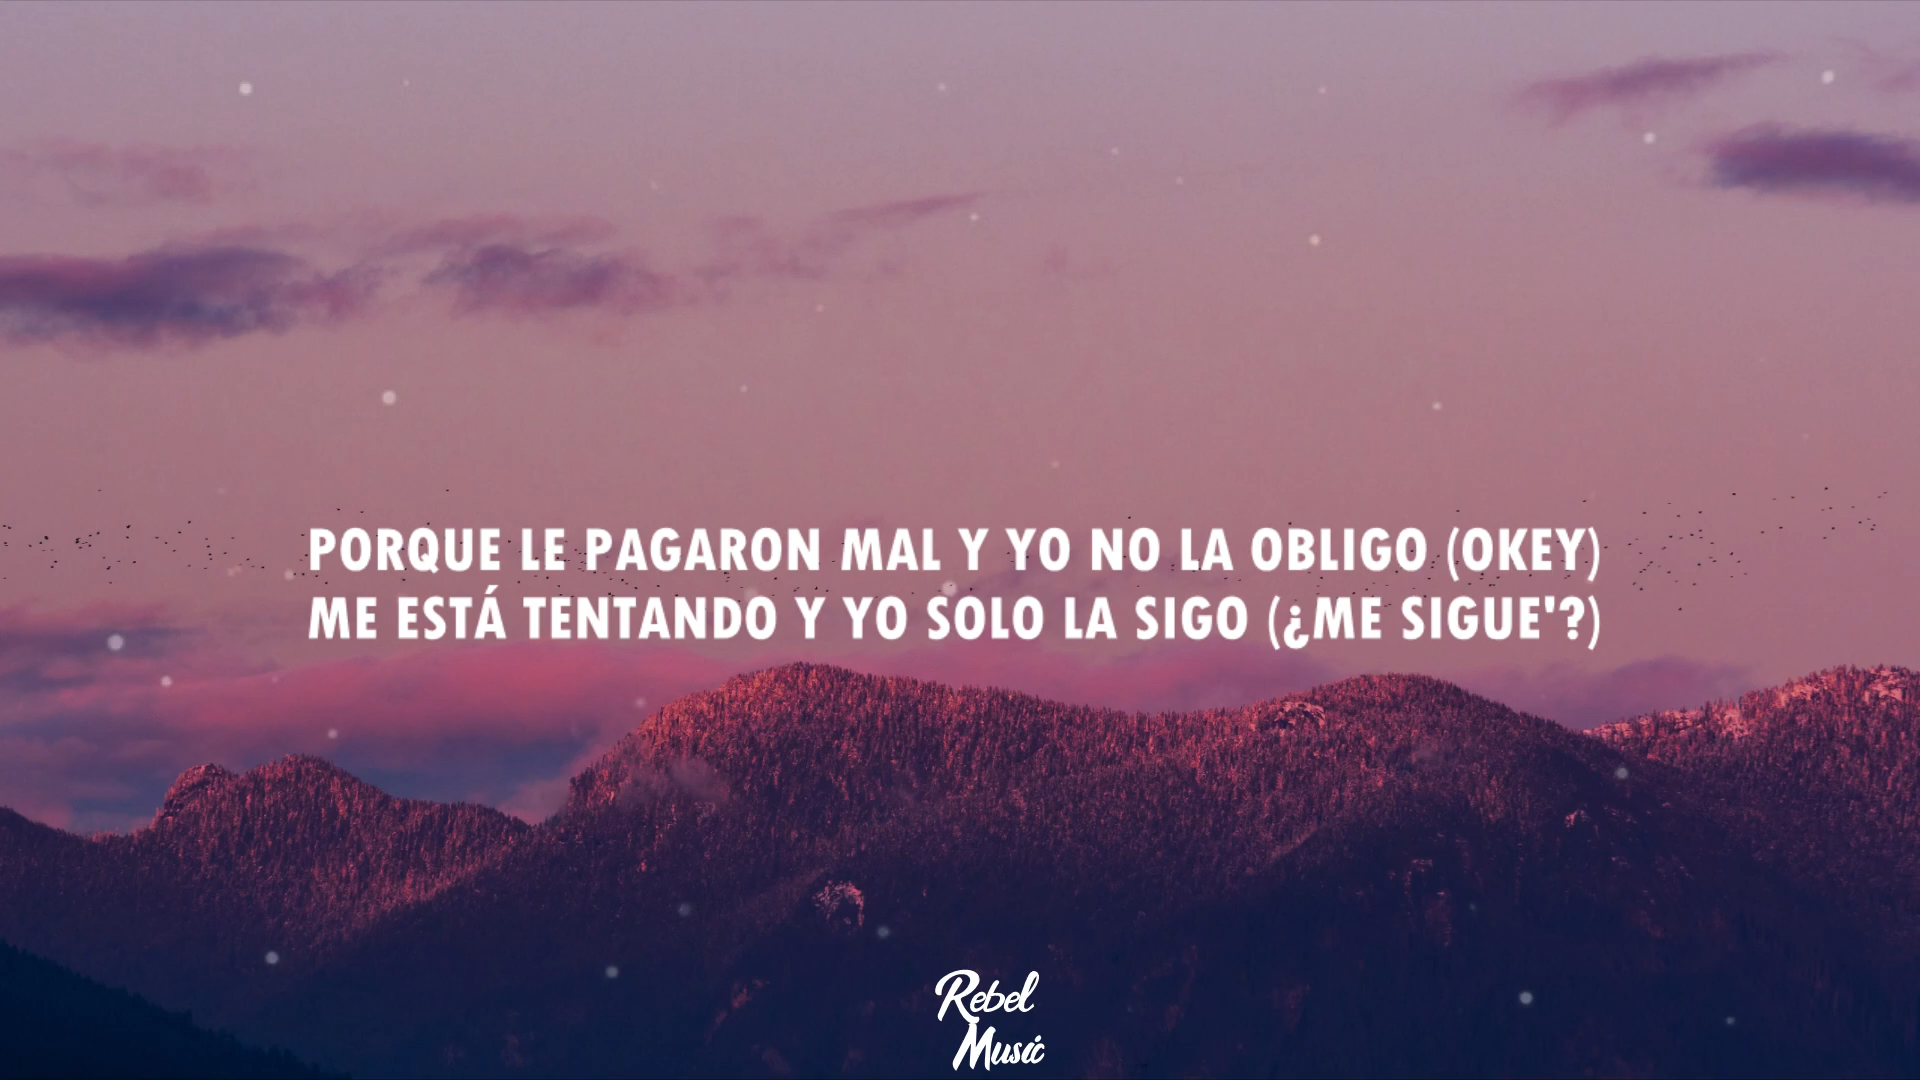 PORQUE LE PAGARON MAL Y YO NO LA OBLIGO (OKEY)
ME ESTÁ TENTANDO Y YO SOLO LA SIGO (¿ME SIGUE'?)
Rebel
Music